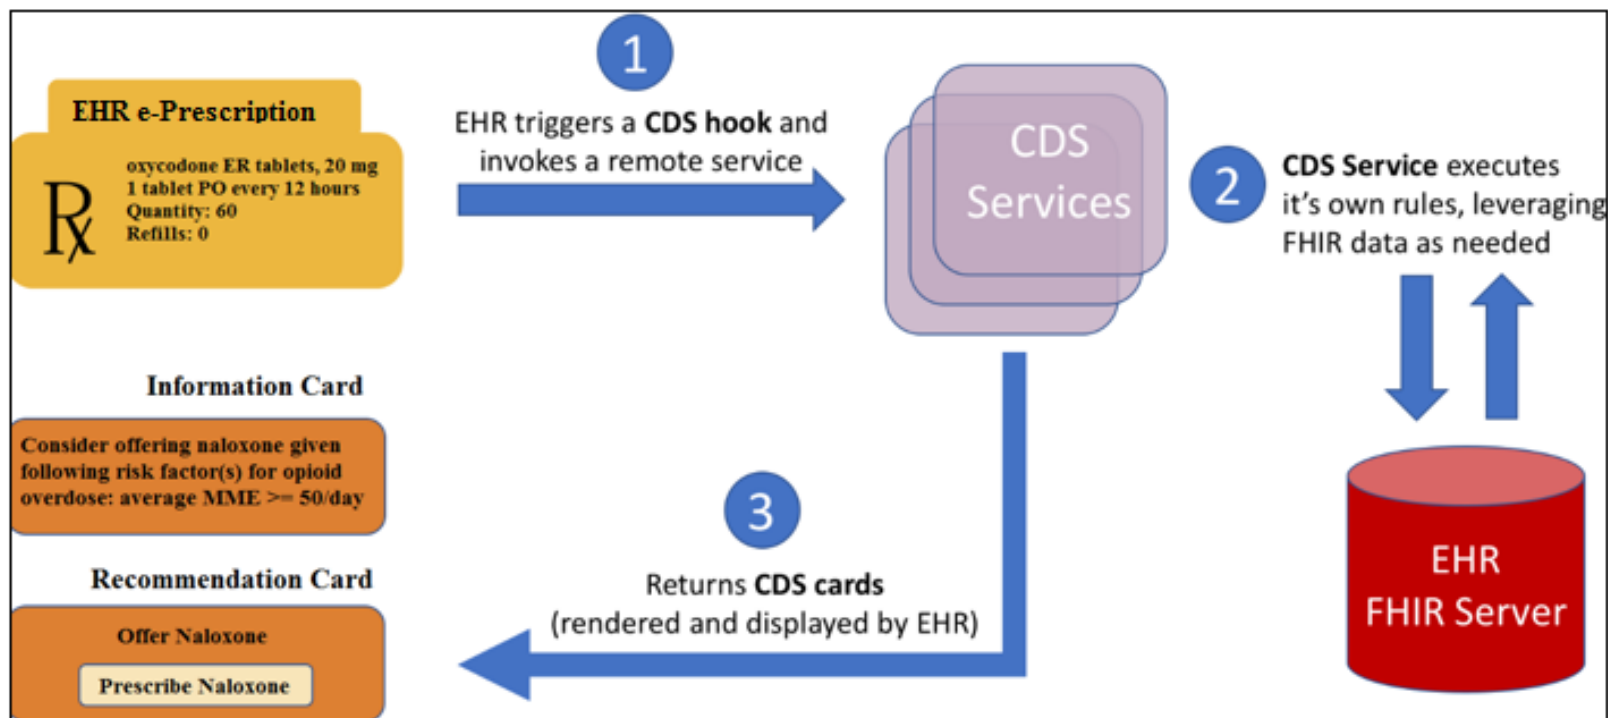 EHR e-Prescription
Rx
oxycodone ER tablets, 20 mg
1 tablet PO every 12 hours
Quantity: 60
Refills: 0
1
EHR triggers a CDS hook and
invokes a remote service
CDS
Services
2
CDS Service executes
it's own rules, leveraging
FHIR data as needed
EHR
FHIR Server
3
Returns CDS cards
(rendered and displayed by EHR)
Information Card
Consider offering naloxone given
following risk factor(s) for opioid
overdose: average MME >= 50/day
Recommendation Card
Offer Naloxone
Prescribe Naloxone